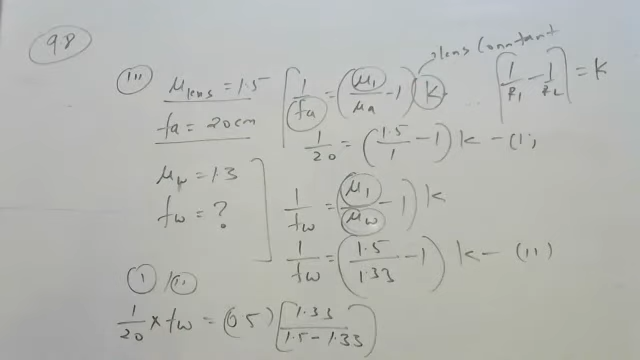 98
(iii)
lens Constant
μlens = 1.5
1/fa = (μl/μa - 1) K
[1/R1 - 1/R2] = K
fa = 20cm
1/20 = (1.5/1 - 1) K - (i)
μw = 1.3
1/fw = (μl/μw - 1) K
fw = ?
1/fw = (1.5/1.33 - 1) K - (ii)
(i) / (ii)
1/20 × fw = (0.5) [1.33/1.5-1.33]